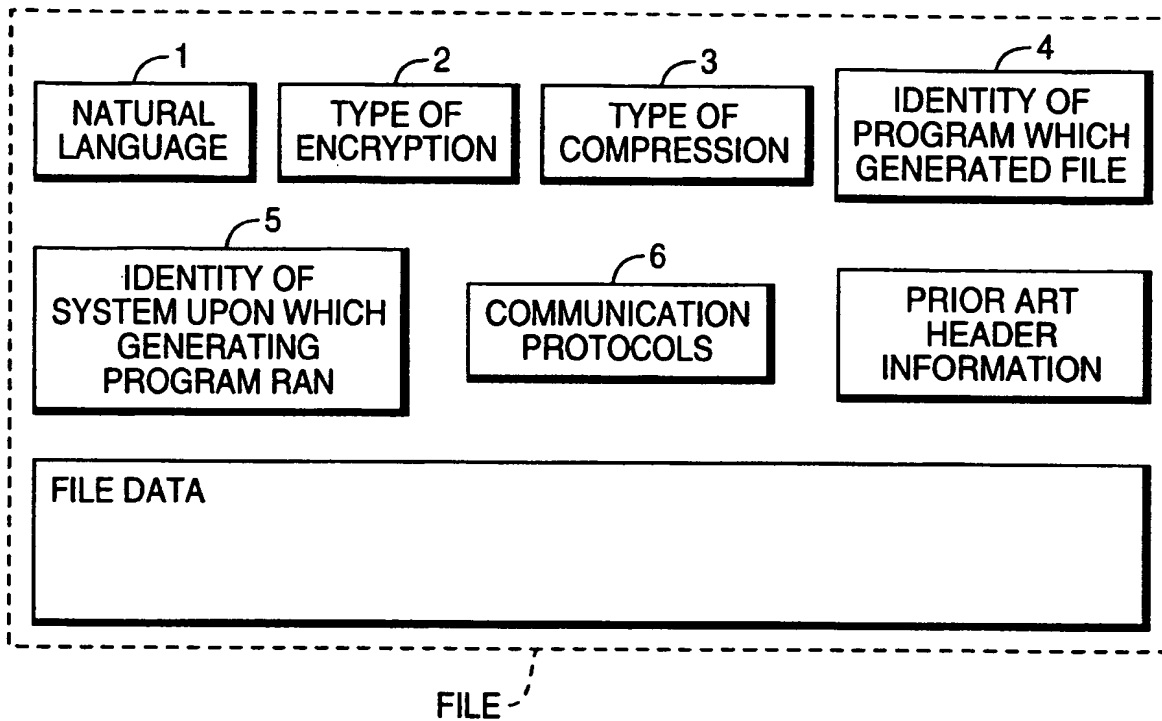 1
NATURAL
LANGUAGE
2
TYPE OF
ENCRYPTION
3
TYPE OF
COMPRESSION
4
IDENTITY OF
PROGRAM WHICH
GENERATED FILE
5
IDENTITY OF
SYSTEM UPON WHICH
GENERATING
PROGRAM RAN
6
COMMUNICATION
PROTOCOLS
PRIOR ART
HEADER
INFORMATION
FILE DATA
FILE